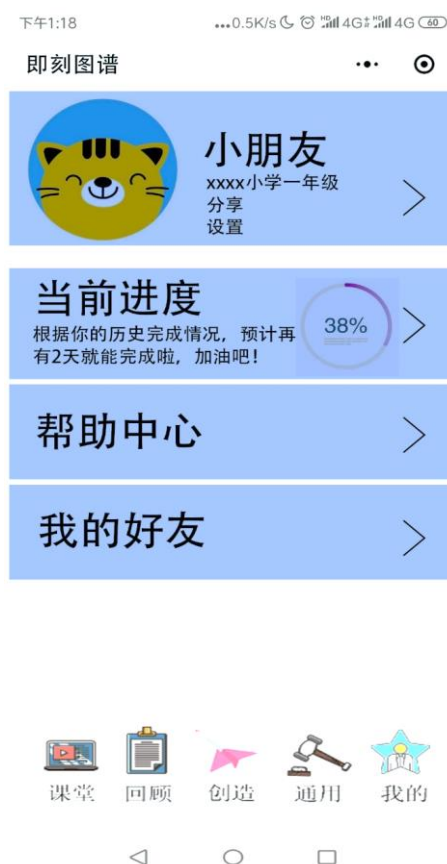 下午1:18
...0.5K/s HD 4G HD 4G 60
即刻图谱
小朋友
xxxx小学一年级
分享
设置
当前进度
根据你的历史完成情况，预计再
有2天就能完成啦，加油吧！
38%
帮助中心
我的好友
课堂 回顾 创造 通用 我的